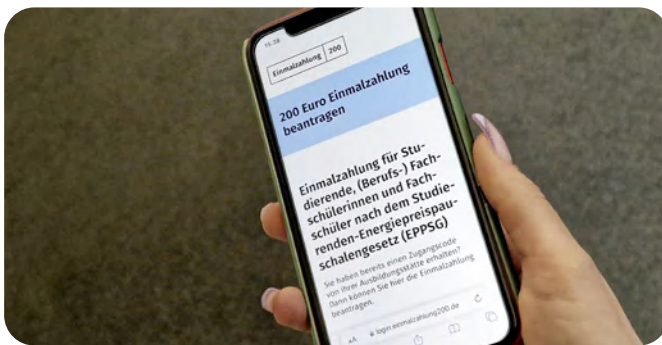 15:38
Einmalzahlung 200
200 Euro Einmalzahlung
beantragen
Einmalzahlung für Stu-
dierende, (Berufs-) Fach-
schülerinnen und Fach-
schüler nach dem Studie-
renden-Energiepreispau-
schalengesetz (EPPSG)
Sie haben bereits einen Zugangscode
von Ihrer Ausbildungsstätte erhalten?
Dann können Sie hier die Einmalzahlung
beantragen.
AA login.einmalzahlung200.de